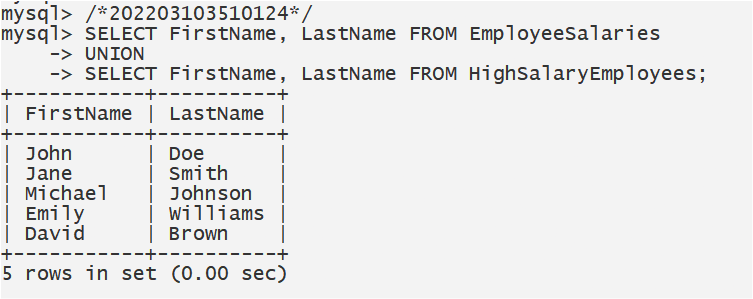 mysql> /*202203103510124*/
mysql> SELECT FirstName, LastName FROM EmployeeSalaries
    -> UNION
    -> SELECT FirstName, LastName FROM HighSalaryEmployees;
+-----------+----------+
| FirstName | LastName |
+-----------+----------+
| John      | Doe      |
| Jane      | Smith    |
| Michael   | Johnson  |
| Emily     | Williams |
| David     | Brown    |
+-----------+----------+
5 rows in set (0.00 sec)